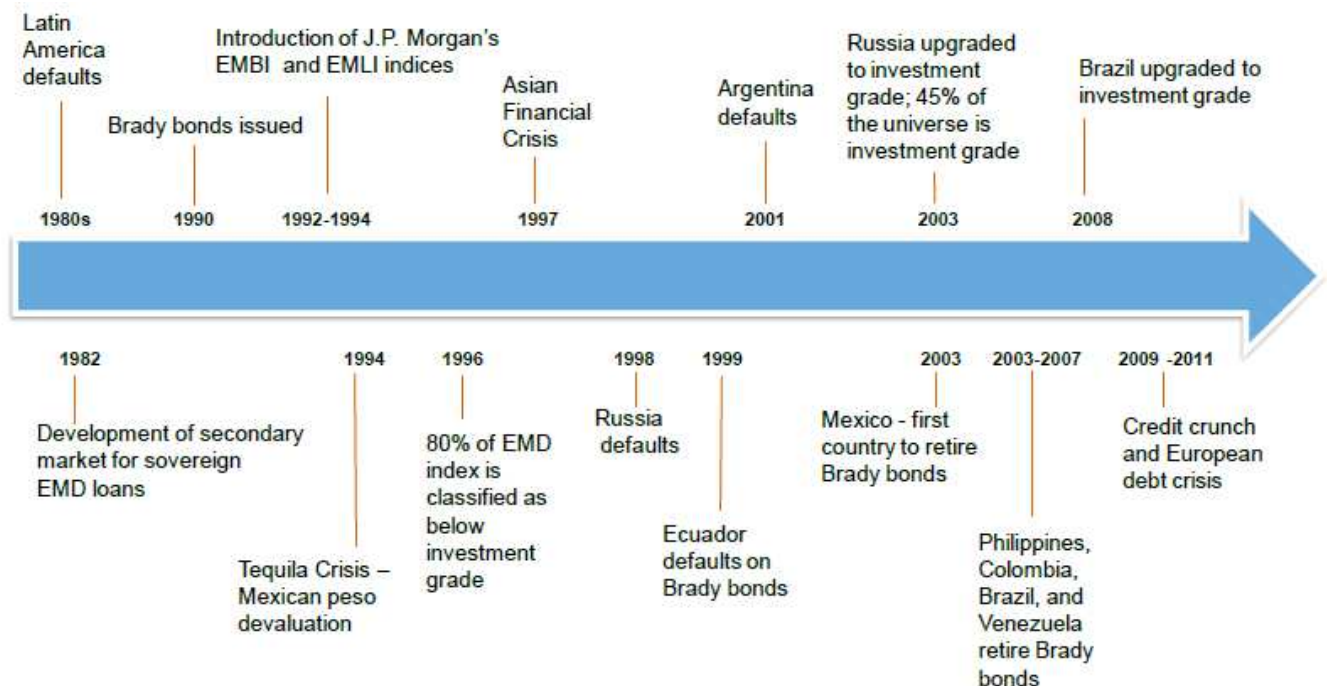 Latin
America
defaults
Brady bonds issued
Introduction of J.P. Morgan's
EMBI and EMLI indices
Asian
Financial
Crisis
Argentina
defaults
Russia upgraded
to investment
grade; 45% of
the universe is
investment grade
Brazil upgraded to
investment grade
1980s
1990
1992-1994
1997
2001
2003
2008
1982
1994
1996
1998
1999
2003
2003-2007
2009 -2011
Development of secondary
market for sovereign
EMD loans
Tequila Crisis –
Mexican peso
devaluation
80% of EMD
index is
classified as
below
investment
grade
Russia
defaults
Ecuador
defaults on
Brady bonds
Mexico - first
country to retire
Brady bonds
Philippines,
Colombia,
Brazil, and
Venezuela
retire Brady
bonds
Credit crunch
and European
debt crisis